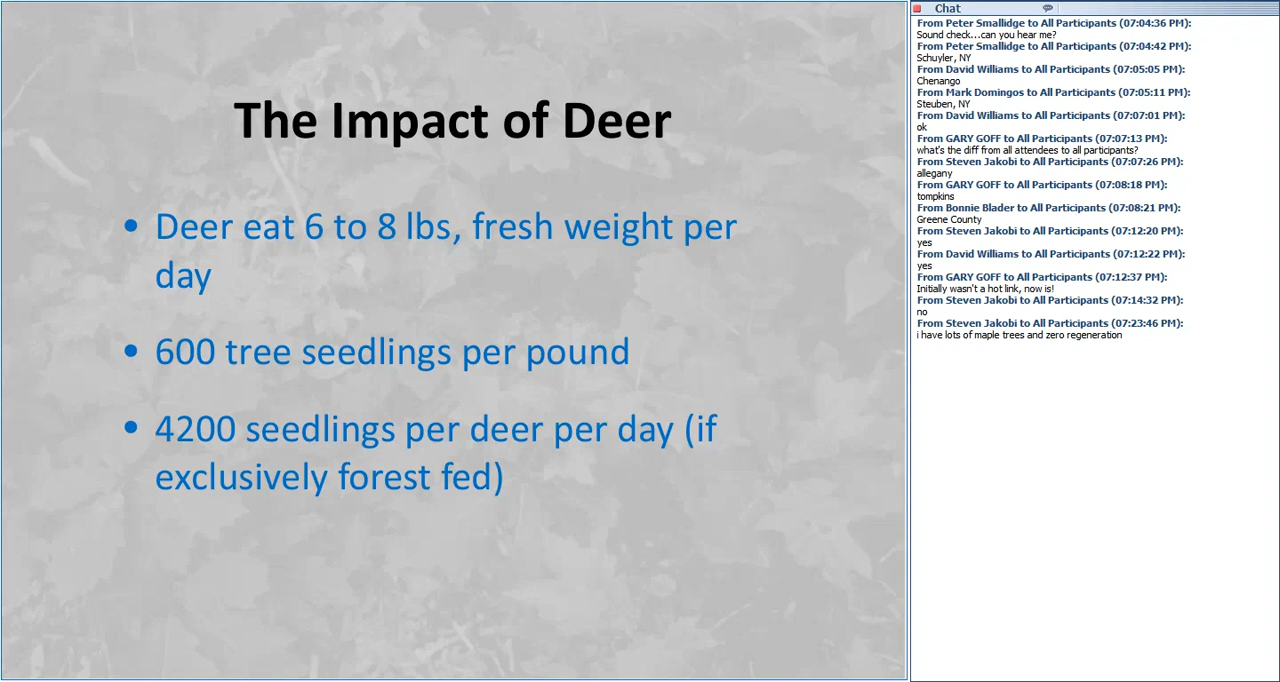 The Impact of Deer
• Deer eat 6 to 8 lbs, fresh weight per
day
• 600 tree seedlings per pound
• 4200 seedlings per deer per day (if
exclusively forest fed)
Chat
From Peter Smallidge to All Participants (07:04:36 PM):
Sound check...can you hear me?
From Peter Smallidge to All Participants (07:04:42 PM):
Schuyler, NY
From David Williams to All Participants (07:05:05 PM):
Chenango
From Mark Domingos to All Participants (07:05:11 PM):
Steuben, NY
From David Williams to All Participants (07:07:01 PM):
ok
From GARY GOFF to All Participants (07:07:13 PM):
what's the diff from all attendees to all participants?
From Steven Jakobi to All Participants (07:07:26 PM):
allegany
From GARY GOFF to All Participants (07:08:18 PM):
tompkins
From Bonnie Blader to All Participants (07:08:21 PM):
Greene County
From Steven Jakobi to All Participants (07:12:20 PM):
yes
From David Williams to All Participants (07:12:22 PM):
yes
From GARY GOFF to All Participants (07:12:37 PM):
Initially wasn't a hot link, now is!
From Steven Jakobi to All Participants (07:14:32 PM):
no
From Steven Jakobi to All Participants (07:23:46 PM):
i have lots of maple trees and zero regeneration